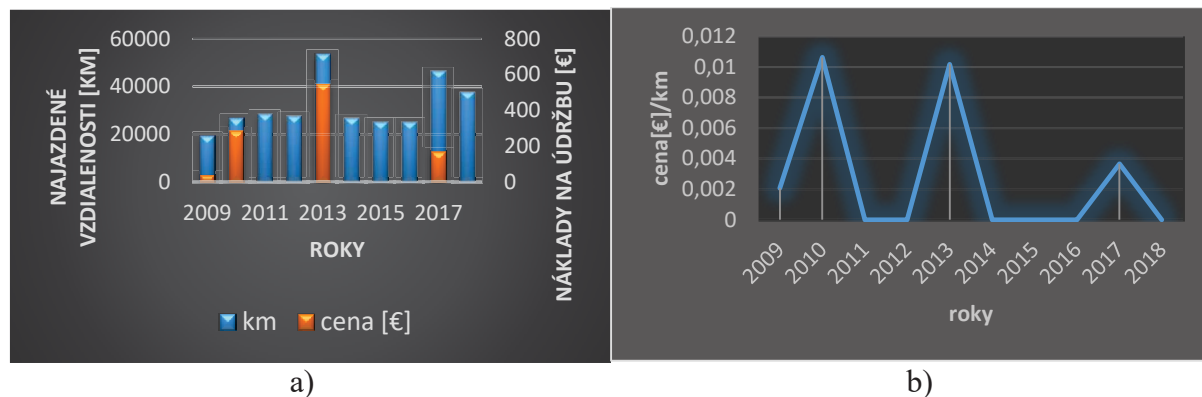 60000
40000
20000
0
800
600
400
200
0
NAJAZDENÉ
VZDIALENOSTI [KM]
NÁKLADY NA ÚDRŽBU [€]
2009 2011 2013 2015 2017
ROKY
km cena [€]
a)
0,012
0,01
0,008
0,006
0,004
0,002
0
cena[€]/km
2009 2010 2011 2012 2013 2014 2015 2016 2017 2018
roky
b)